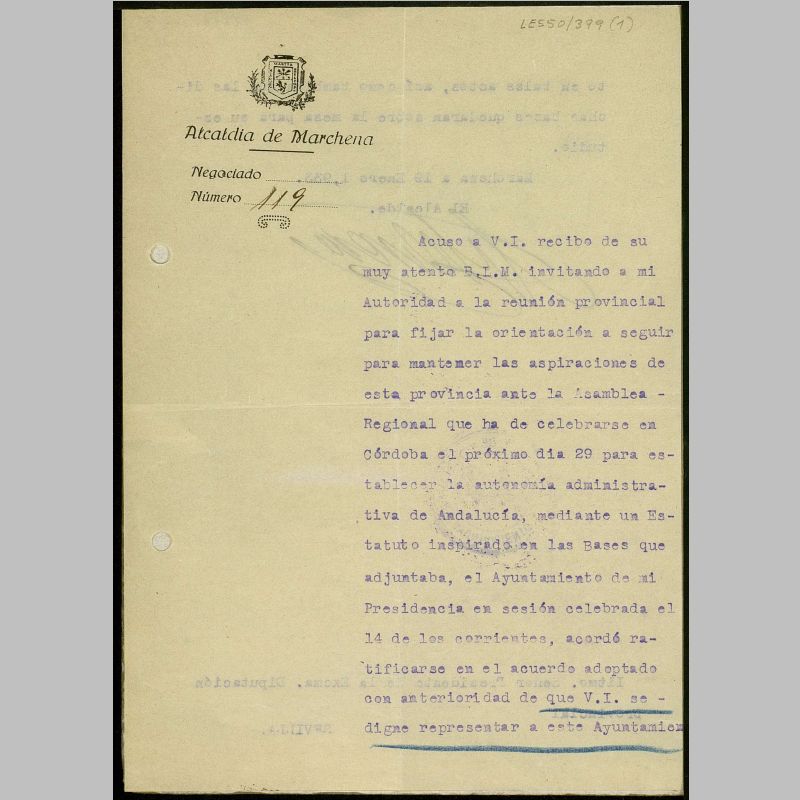 LE550/399(1)
Alcaldia de Marchena
Negociado
Número 119
Acuso a V.I. recibo de su
muy atento B.L.M. invitando a mi
Autoridad a la reunión provincial
para fijar la orientación a seguir
para mantemer las aspiraciones de
esta provincia ante la Asamblea -
Regional que ha de celebrarse en
Córdoba el próximo dia 29 para es-
tablecer la autonomía administra-
tiva de Andalucía, mediante un Es-
tatuto inspirado en las Bases que
adjuntaba, el Ayuntamiento de mi
Presidencia en sesión celebrada el
14 de los corrientes, acordó ra-
tificarse en el acuerdo adoptado
con anterioridad de que V.I. se -
digne representar a este Ayuntamien